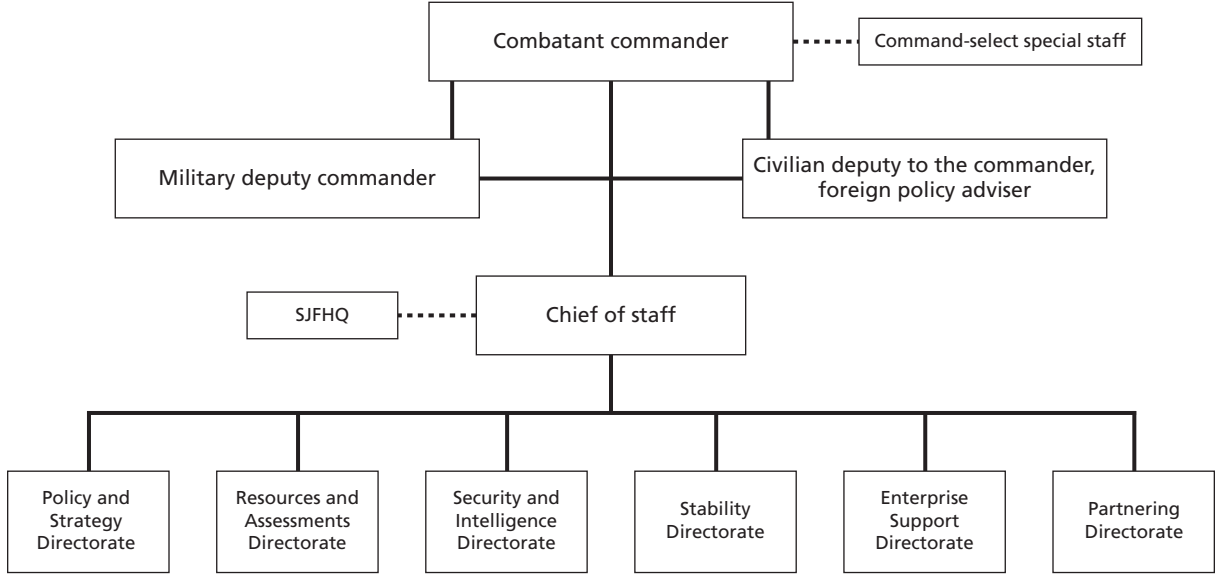 Combatant commander
Command-select special staff
Military deputy commander
Civilian deputy to the commander,
foreign policy adviser
SJFHQ
Chief of staff
Policy and
Strategy
Directorate
Resources and
Assessments
Directorate
Security and
Intelligence
Directorate
Stability
Directorate
Enterprise
Support
Directorate
Partnering
Directorate